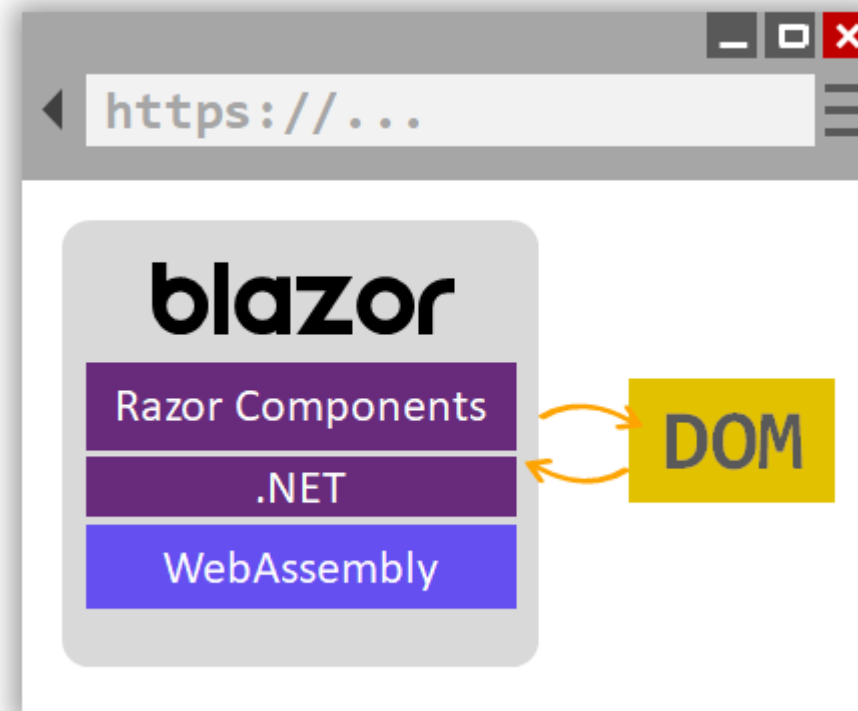 https://...
blazor
Razor Components
.NET
WebAssembly
DOM